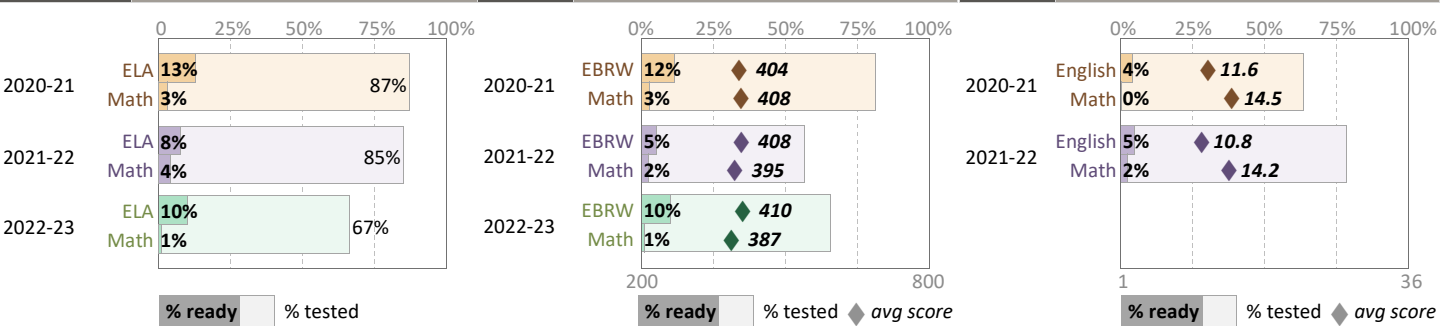 0 25% 50% 75% 100%
2020-21 ELA 13% 87%
Math 3%
2021-22 ELA 8% 85%
Math 4%
2022-23 ELA 10% 67%
Math 1%
% ready % tested
0% 25% 50% 75% 100%
2020-21 EBRW 12% 404
Math 3% 408
2021-22 EBRW 5% 408
Math 2% 395
2022-23 EBRW 10% 410
Math 1% 387
200 800
% ready % tested avg score
0% 25% 50% 75% 100%
2020-21 English 4% 11.6
Math 0% 14.5
2021-22 English 5% 10.8
Math 2% 14.2
1 36
% ready % tested avg score